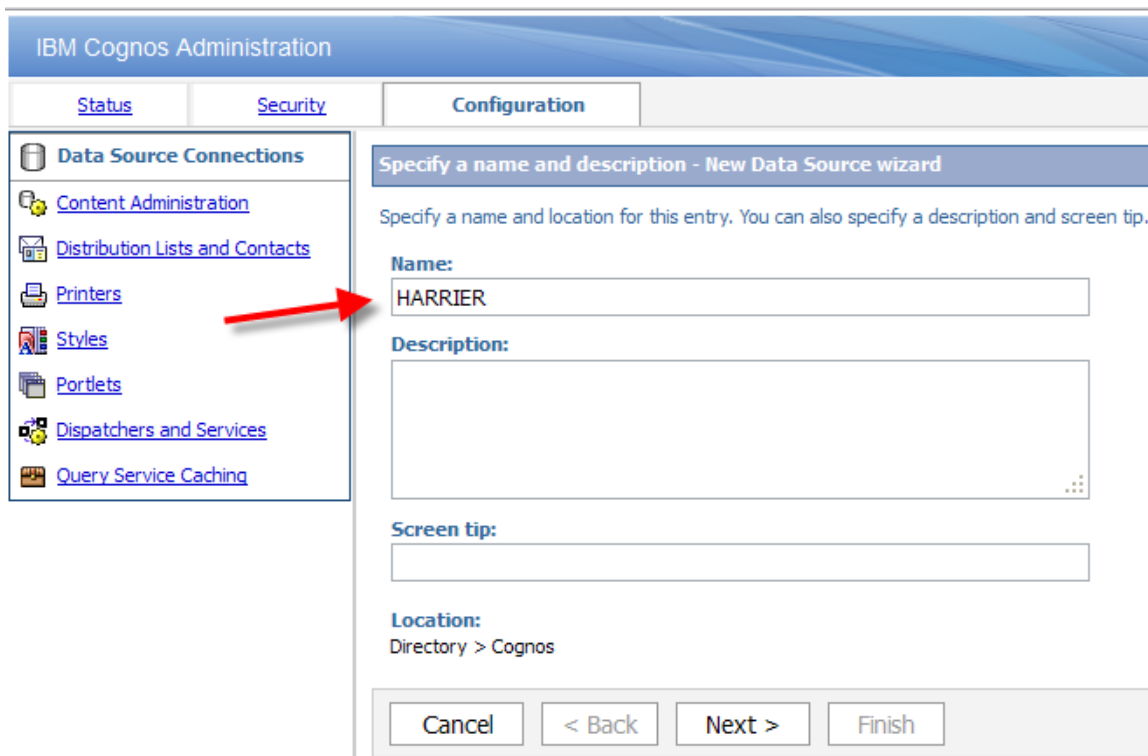 IBM Cognos Administration
Status Security Configuration
Data Source Connections
Content Administration
Distribution Lists and Contacts
Printers
Styles
Portlets
Dispatchers and Services
Query Service Caching
Specify a name and description - New Data Source wizard
Specify a name and location for this entry. You can also specify a description and screen tip.
Name:
HARRIER
Description:
Screen tip:
Location:
Directory > Cognos
Cancel < Back Next > Finish